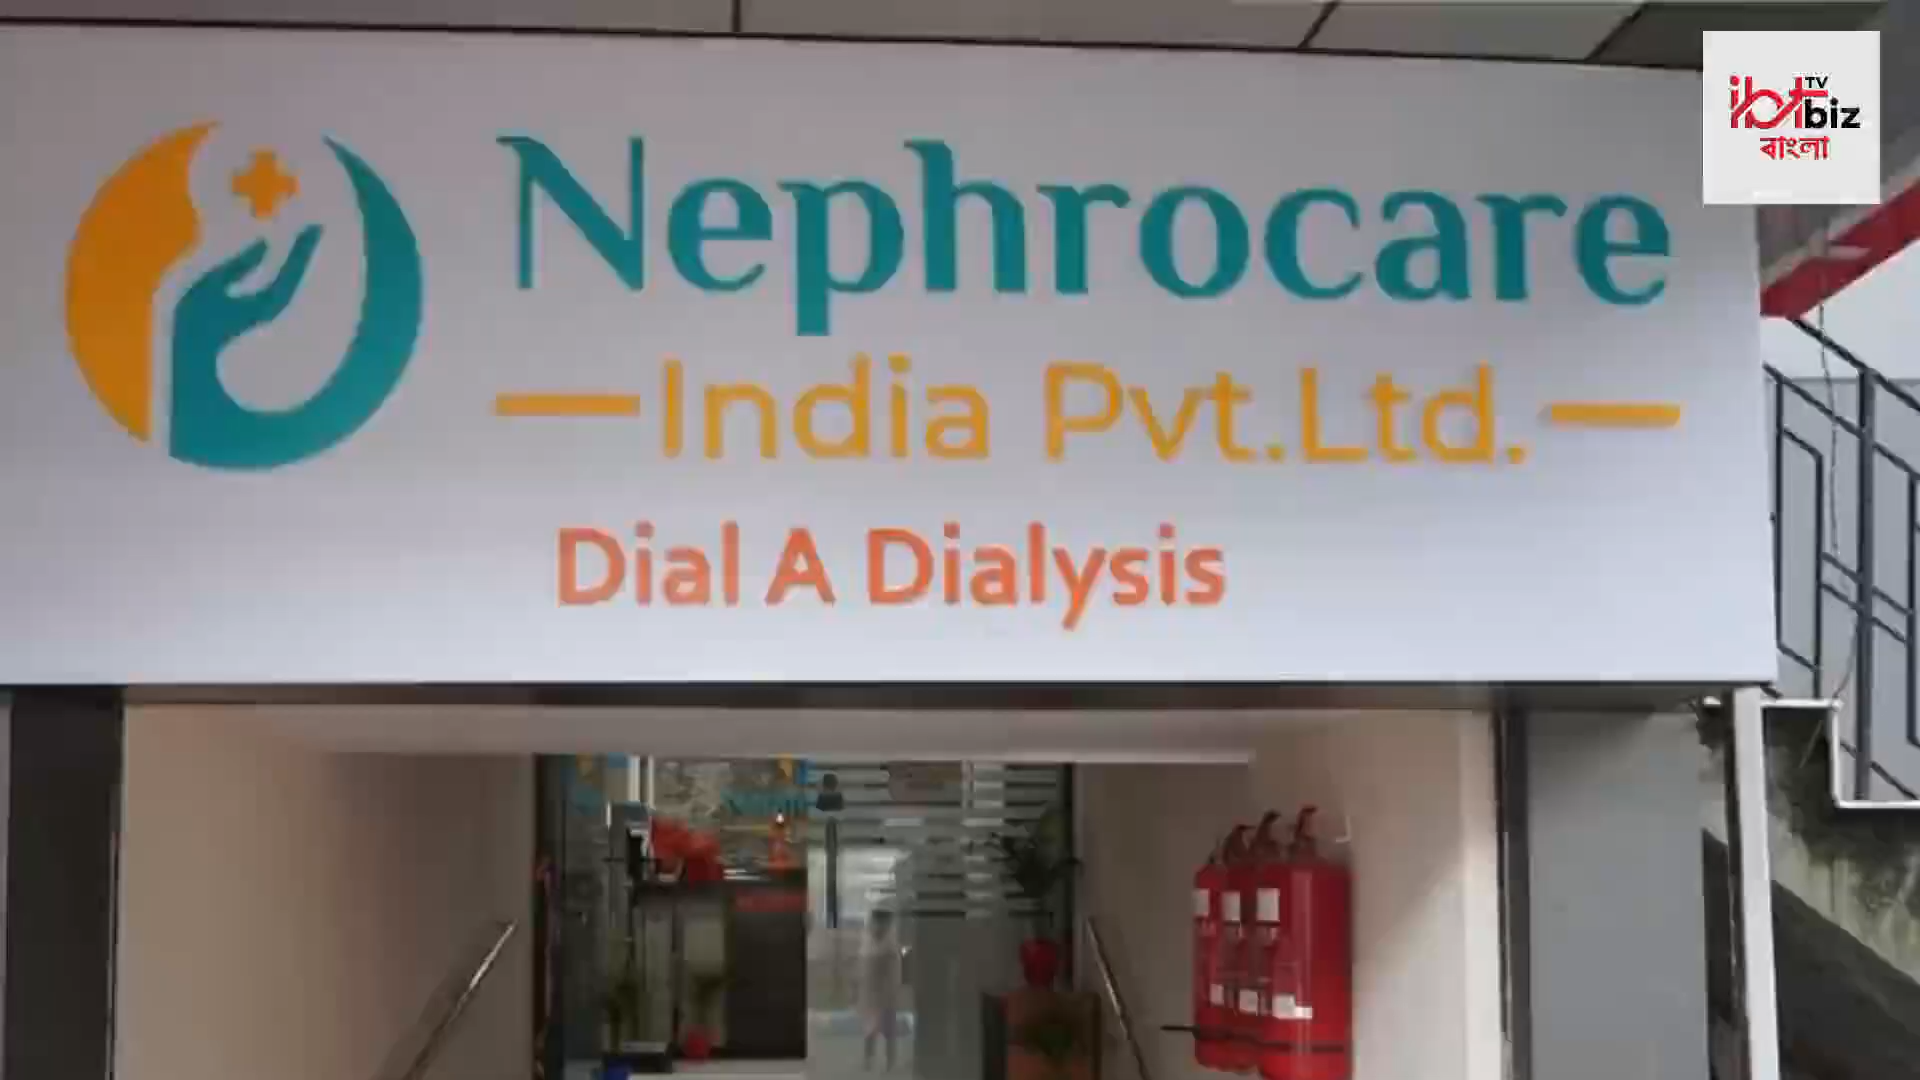 Nephrocare
India Pvt.Ltd.
Dial A Dialysis
ibt TV
biz
বাংলা